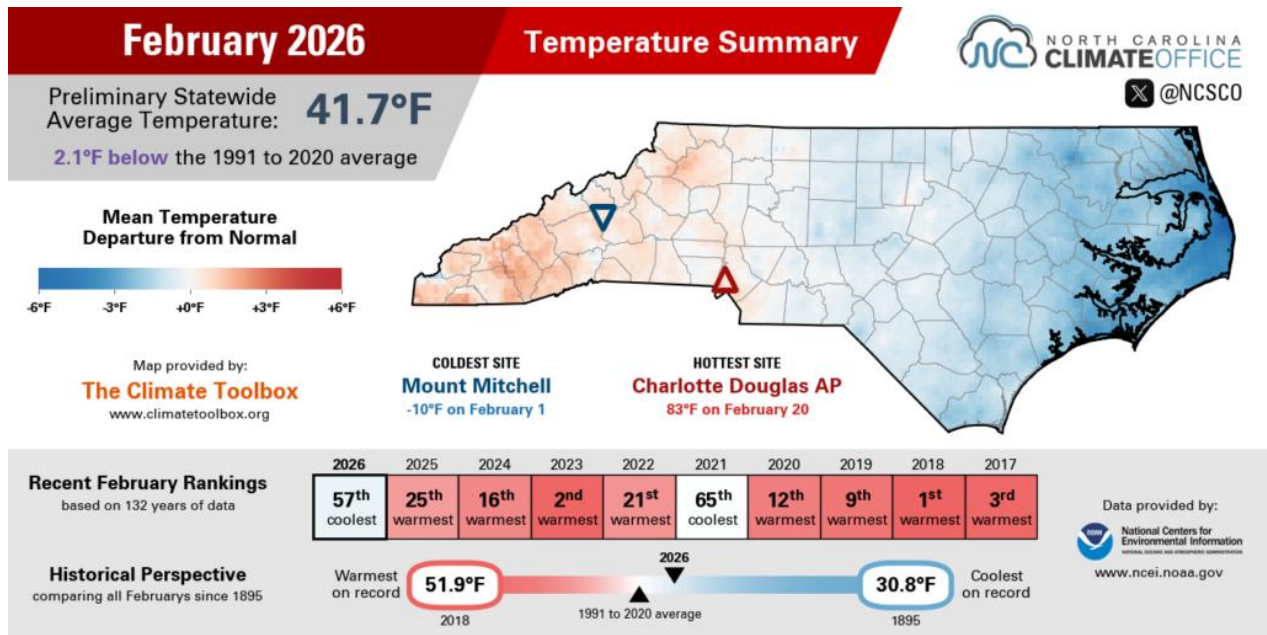 February 2026
Temperature Summary
NC
NORTH CAROLINA
CLIMATEOFFICE
X @NCSCO
Preliminary Statewide
Average Temperature:
41.7°F
2.1°F below the 1991 to 2020 average
Mean Temperature
Departure from Normal
-6°F -3°F +0°F +3°F +6°F
Map provided by:
The Climate Toolbox
www.climatetoolbox.org
COLDEST SITE
Mount Mitchell
-10°F on February 1
HOTTEST SITE
Charlotte Douglas AP
83°F on February 20
Recent February Rankings
based on 132 years of data
2026 2025 2024 2023 2022 2021 2020 2019 2018 2017
57th 25th 16th 2nd 21st 65th 12th 9th 1st 3rd
coolest warmest warmest warmest warmest coolest warmest warmest warmest warmest
Historical Perspective
comparing all Februarys since 1895
Warmest
on record
51.9°F
2018
2026
1991 to 2020 average
30.8°F
1895
Coolest
on record
Data provided by:
NOAA
National Centers for
Environmental Information
NATIONAL OCEANIC AND ATMOSPHERIC ADMINISTRATION
www.ncei.noaa.gov